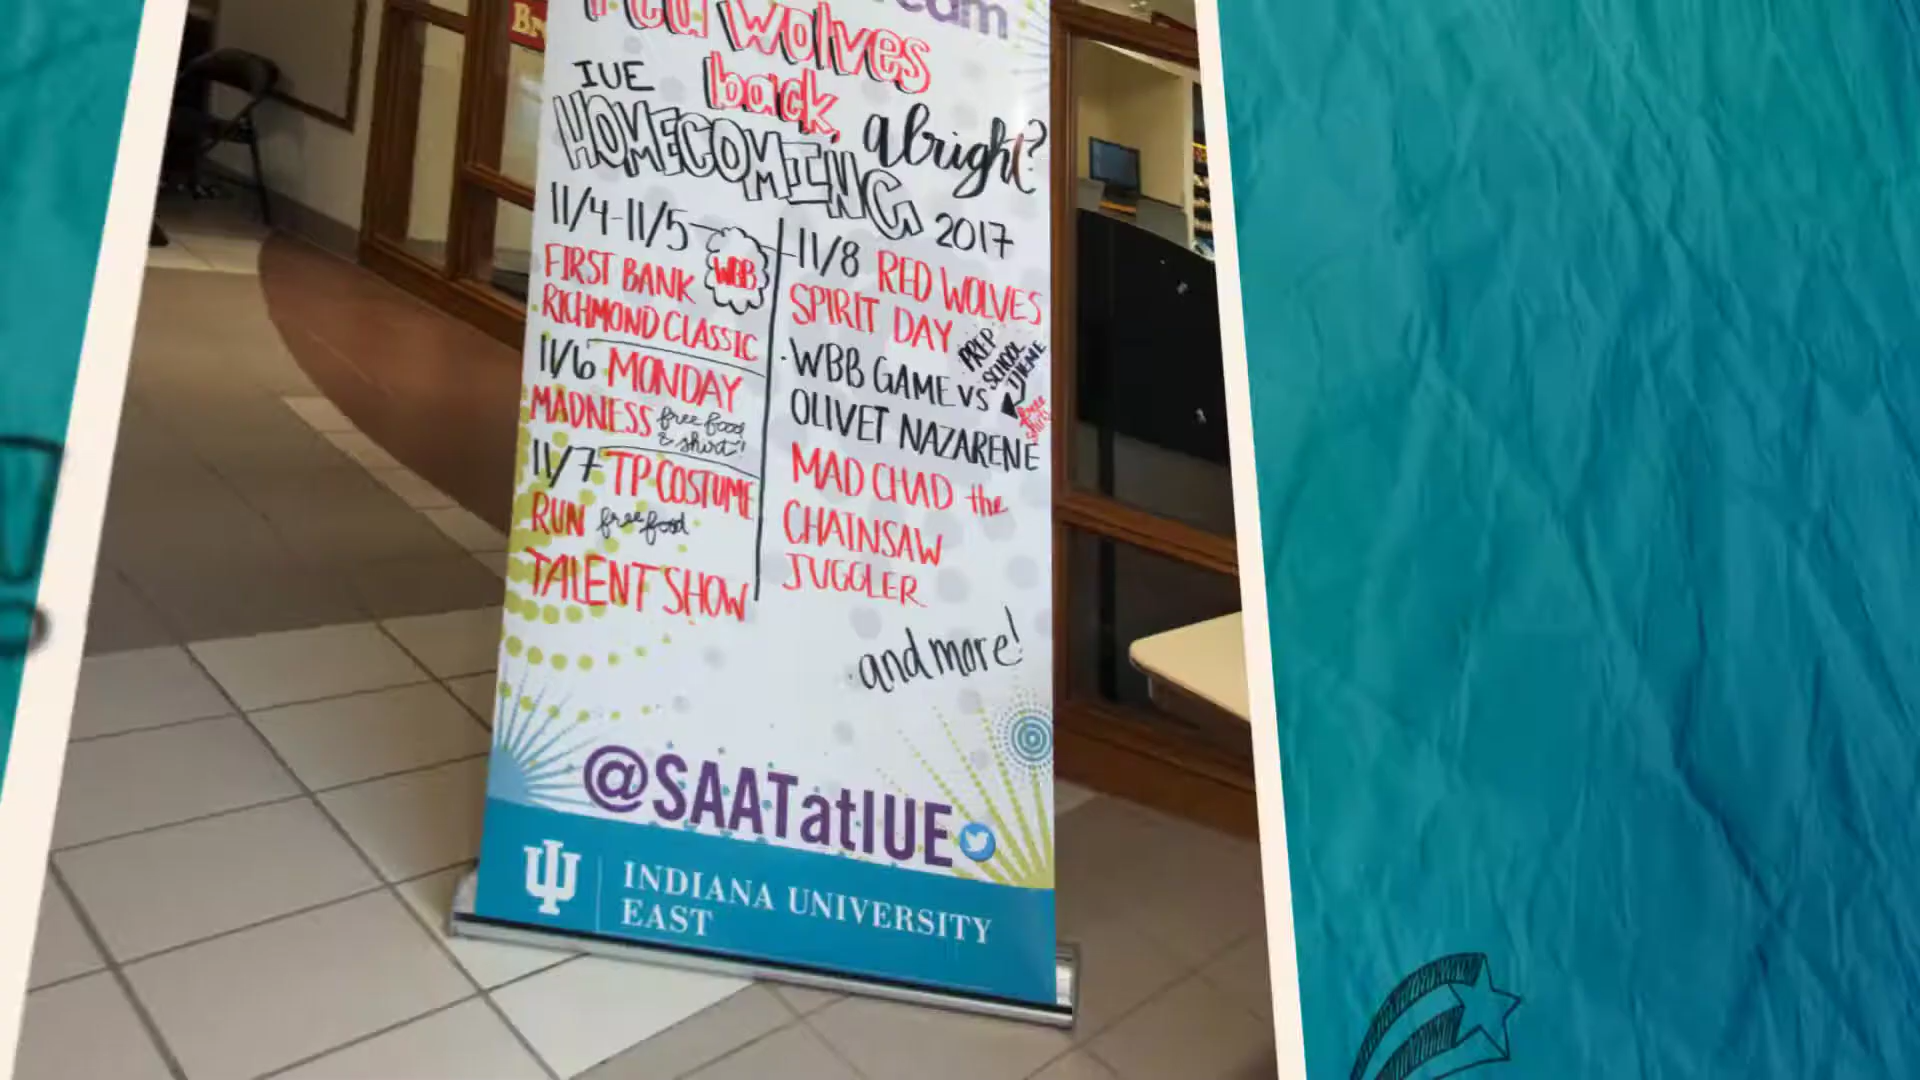 Red Wolves
back, alright?
IUE
HOMECOMING 2017
11/4-11/5 WBB
FIRST BANK
RICHMOND CLASSIC
11/6 MONDAY
MADNESS free food
& shirt!
11/7 TP COSTUME
RUN free food
TALENT SHOW
11/8 RED WOLVES
SPIRIT DAY
WBB GAME VS
PREP
SCHOOL
THEME
OLIVET NAZARENE
MAD CHAD the
CHAINSAW
JUGGLER
and more!
@SAATatIUE
INDIANA UNIVERSITY
EAST